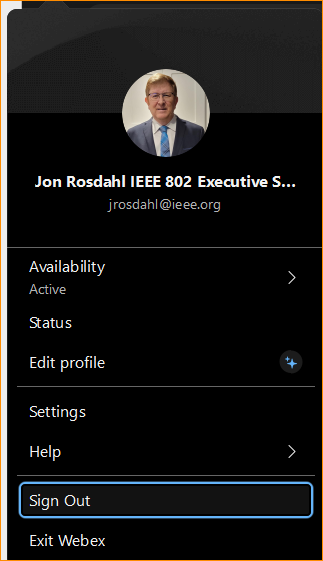 Jon Rosdahl IEEE 802 Executive S...
jrosdahl@ieee.org
Availability
Active
Status
Edit profile
Settings
Help
Sign Out
Exit Webex